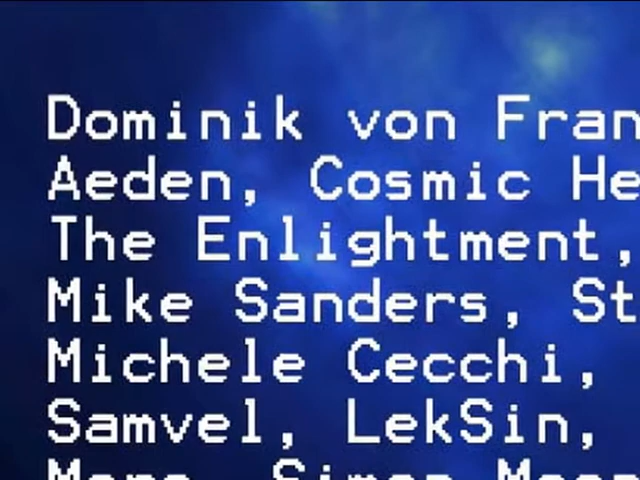 Dominik von Fran
Aeden, Cosmic He
The Enlightment,
Mike Sanders, St
Michele Cecchi,
Samvel, LekSin,